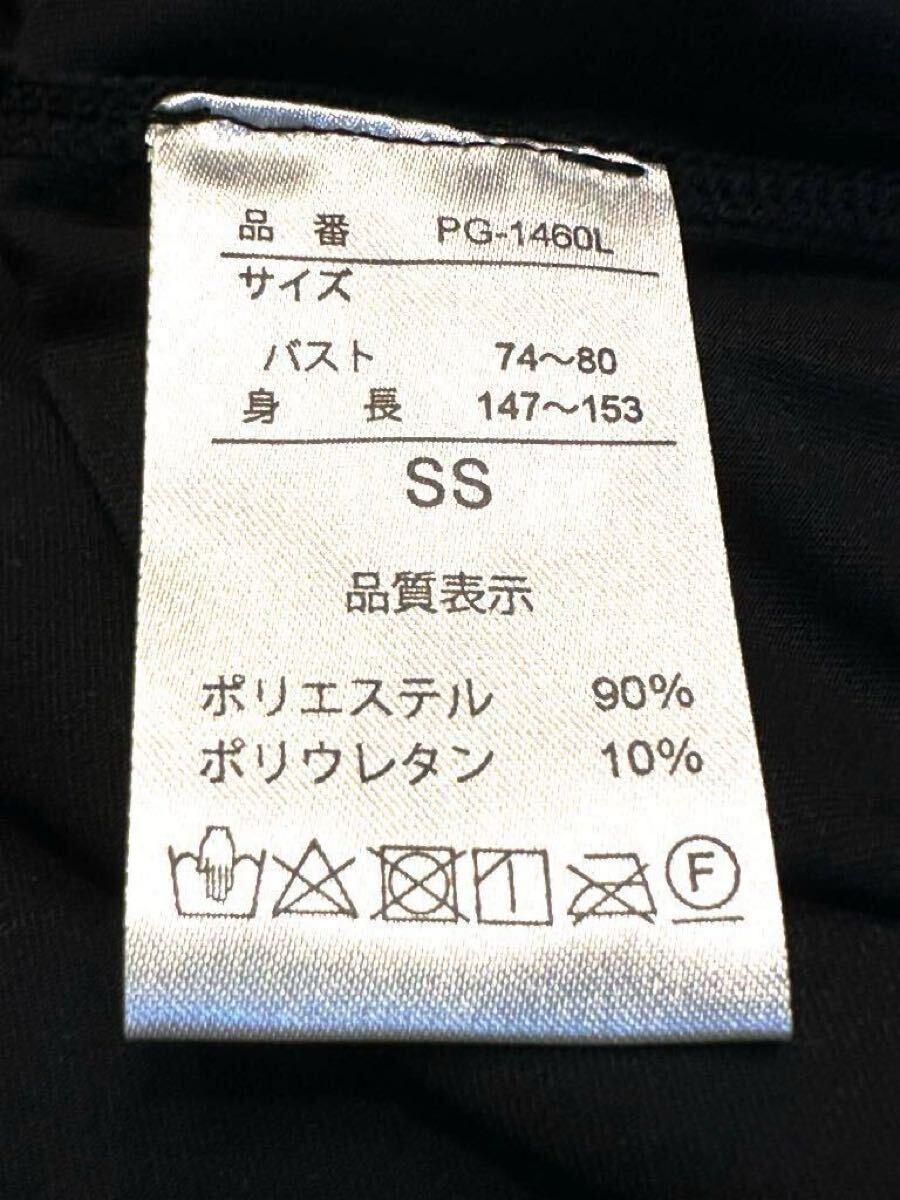 品番 PG-1460L
サイズ
バスト 74～80
身長 147～153
SS
品質表示
ポリエステル 90%
ポリウレタン 10%
F